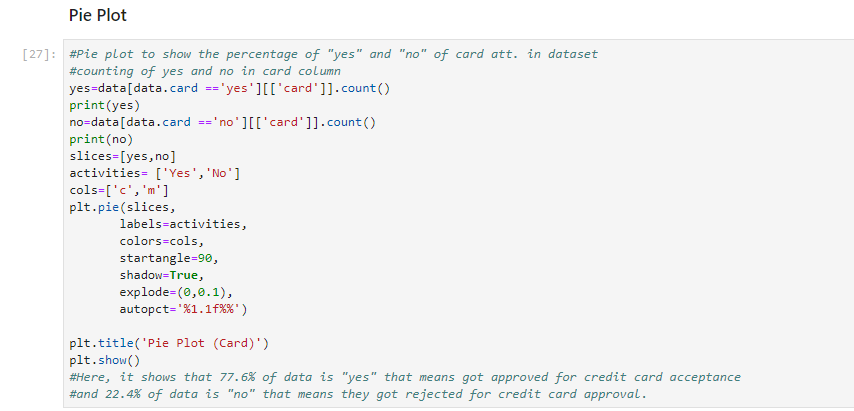 Pie Plot
[27]: #Pie plot to show the percentage of "yes" and "no" of card att. in dataset
#counting of yes and no in card column
yes=data[data.card =='yes'][['card']].count()
print(yes)
no=data[data.card =='no'][['card']].count()
print(no)
slices=[yes,no]
activities= ['Yes','No']
cols=['c','m']
plt.pie(slices,
       labels=activities,
       colors=cols,
       startangle=90,
       shadow=True,
       explode=(0,0.1),
       autopct='%1.1f%%')

plt.title('Pie Plot (Card)')
plt.show()
#Here, it shows that 77.6% of data is "yes" that means got approved for credit card acceptance
#and 22.4% of data is "no" that means they got rejected for credit card approval.